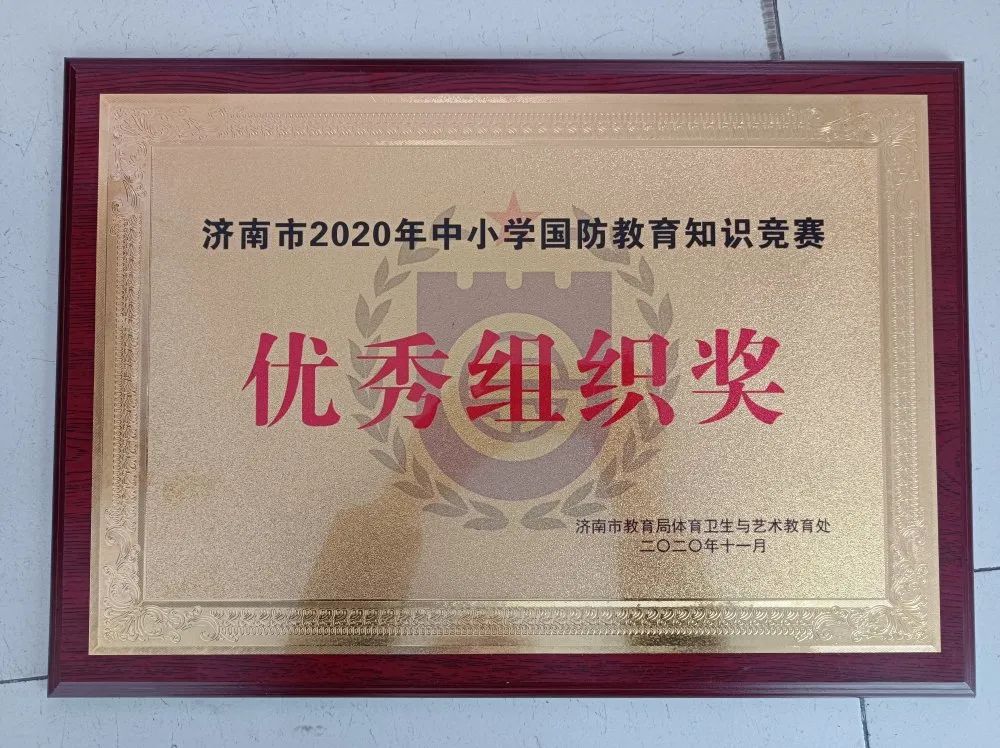 济南市2020年中小学国防教育知识竞赛
优秀组织奖
济南市教育局体育卫生与艺术教育处
二〇二〇年十一月